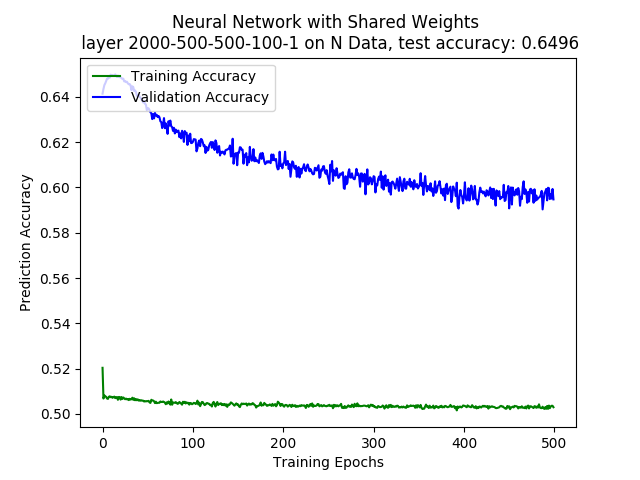 Neural Network with Shared Weights
layer 2000-500-500-100-1 on N Data, test accuracy: 0.6496
Training Accuracy
Validation Accuracy
Prediction Accuracy
0.64
0.62
0.60
0.58
0.56
0.54
0.52
0.50
0 100 200 300 400 500
Training Epochs